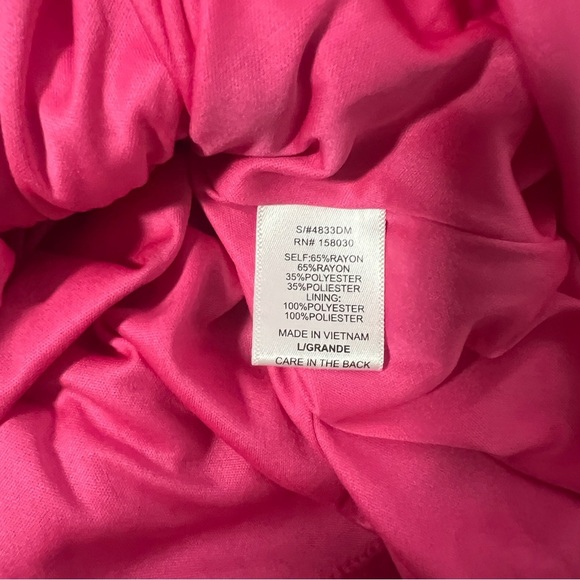 S/#4833DM
RN# 158030
SELF:65%RAYON
65%RAYON
35%POLYESTER
35%POLIESTER
LINING:
100%POLYESTER
100%POLIESTER
MADE IN VIETNAM
L/GRANDE
CARE IN THE BACK